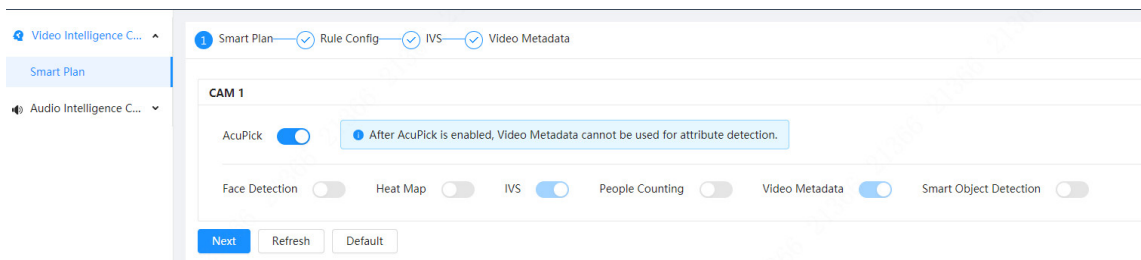 Video Intelligence C...
Smart Plan
Audio Intelligence C...
1 Smart Plan Rule Config IVS Video Metadata
CAM 1
AcuPick After AcuPick is enabled, Video Metadata cannot be used for attribute detection.
Face Detection Heat Map IVS People Counting Video Metadata Smart Object Detection
Next Refresh Default